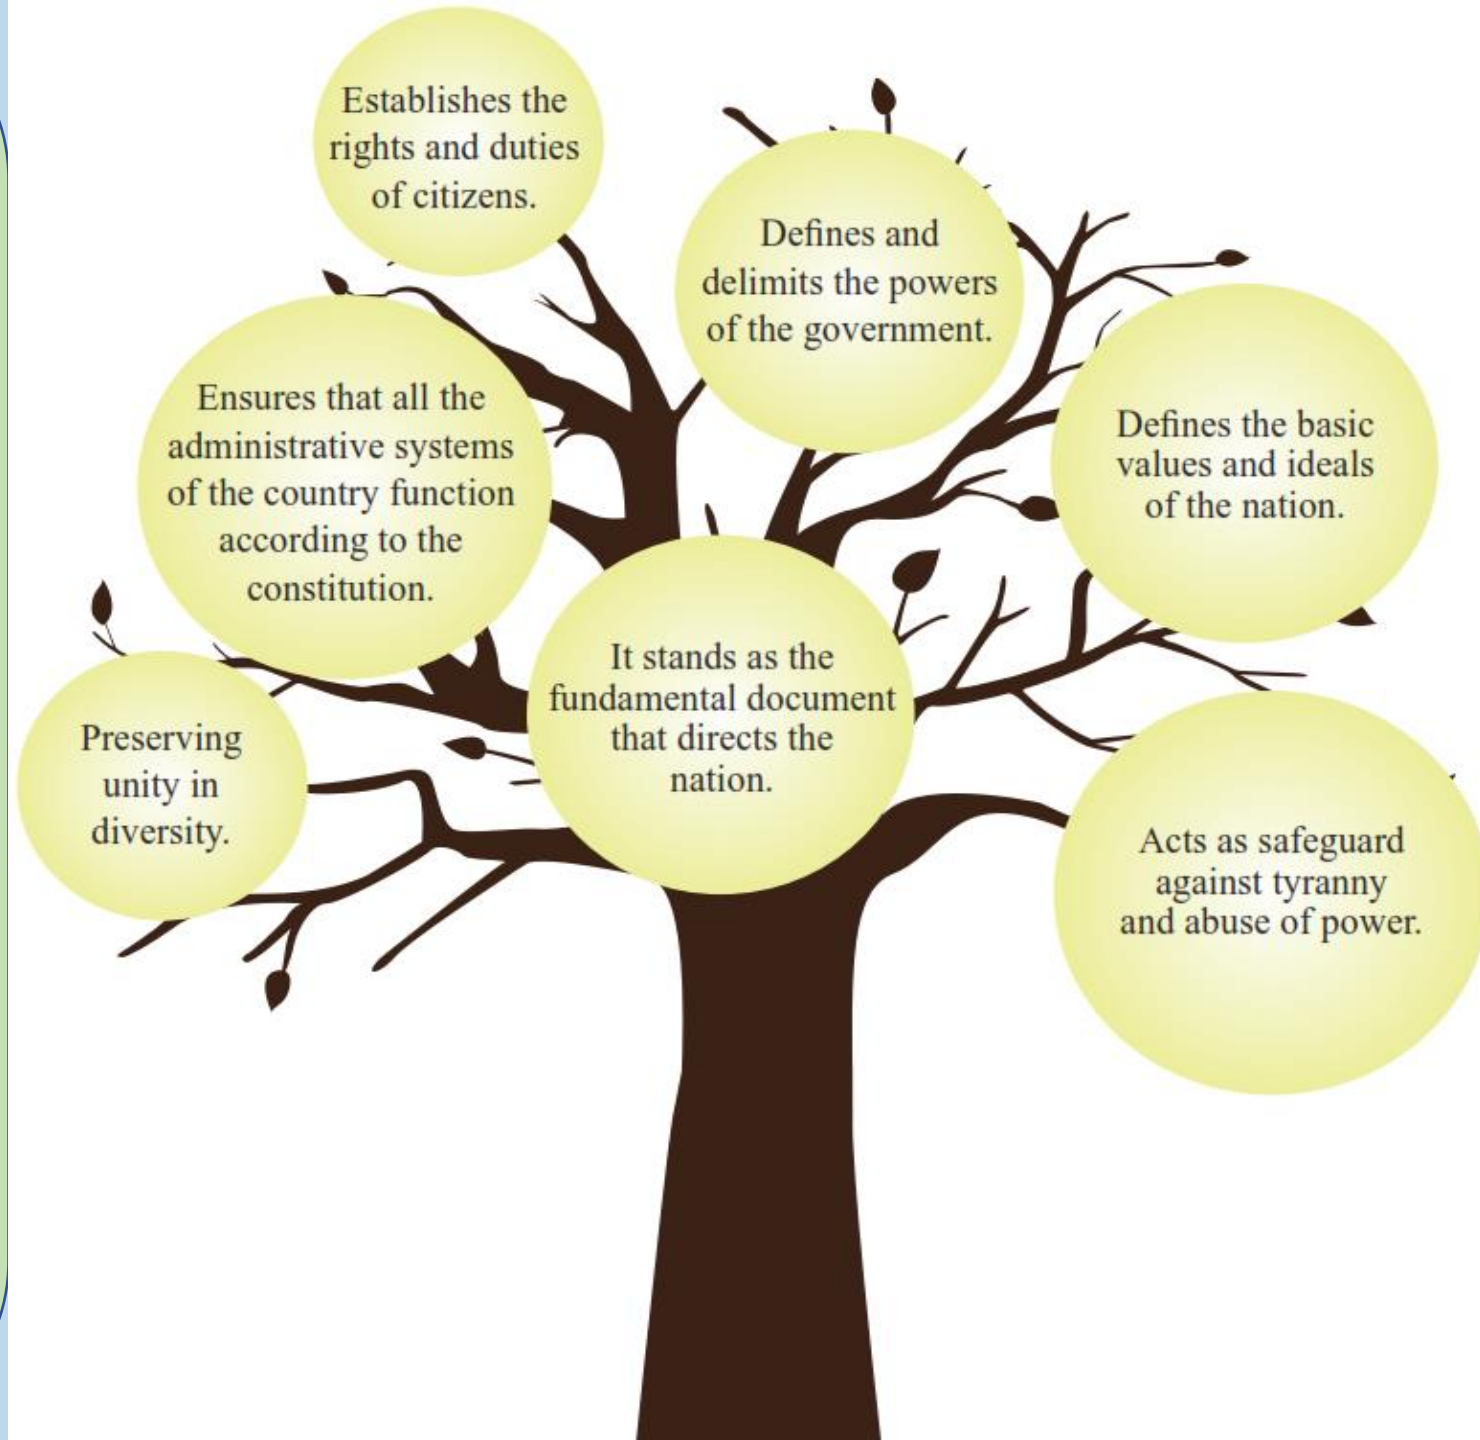 Establishes the
rights and duties
of citizens.
Defines and
delimits the powers
of the government.
Ensures that all the
administrative systems
of the country function
according to the
constitution.
Defines the basic
values and ideals
of the nation.
It stands as the
fundamental document
that directs the
nation.
Preserving
unity in
diversity.
Acts as safeguard
against tyranny
and abuse of power.